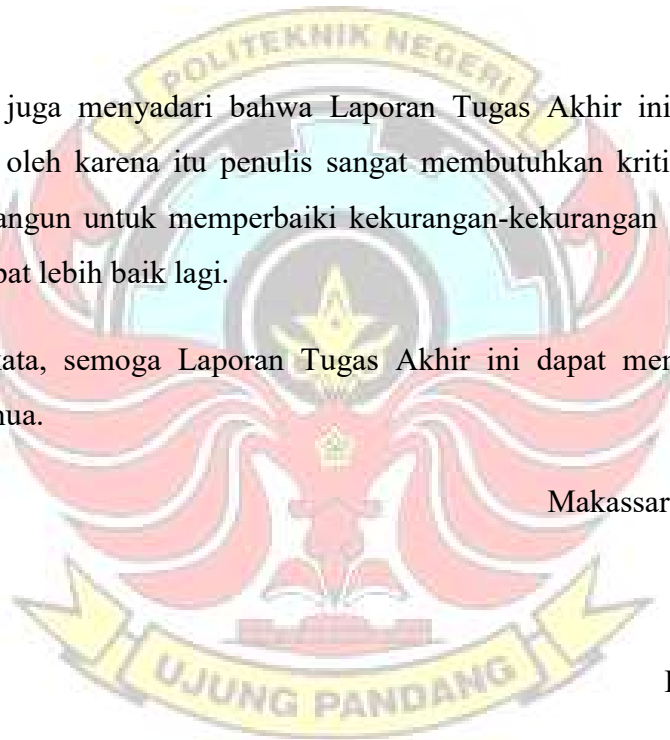 POLITEKNIK NEGERI
juga menyadari bahwa Laporan Tugas Akhir ini
oleh karena itu penulis sangat membutuhkan kriti
angun untuk memperbaiki kekurangan-kekurangan
pat lebih baik lagi.
kata, semoga Laporan Tugas Akhir ini dapat mer
nua.
Makassar
UJUNG PANDANG